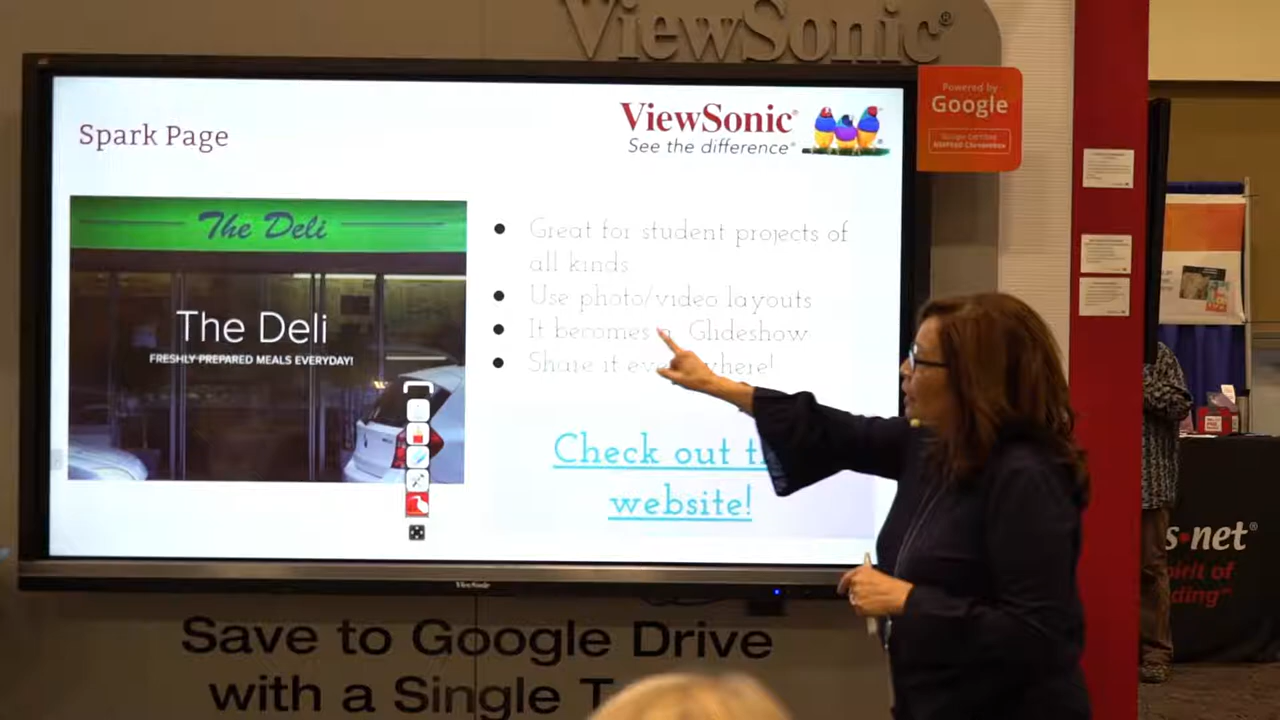 ViewSonic®
Powered by
Google
Spark Page
ViewSonic®
See the difference®
The Deli
The Deli
FRESHLY PREPARED MEALS EVERYDAY!
● Great for student projects of
all kinds
● Use photo/video layouts
● It becomes a Glideshow
● Share it everywhere!
Check out
website!
ViewSonic
Save to Google Drive
with a Single
s.net®